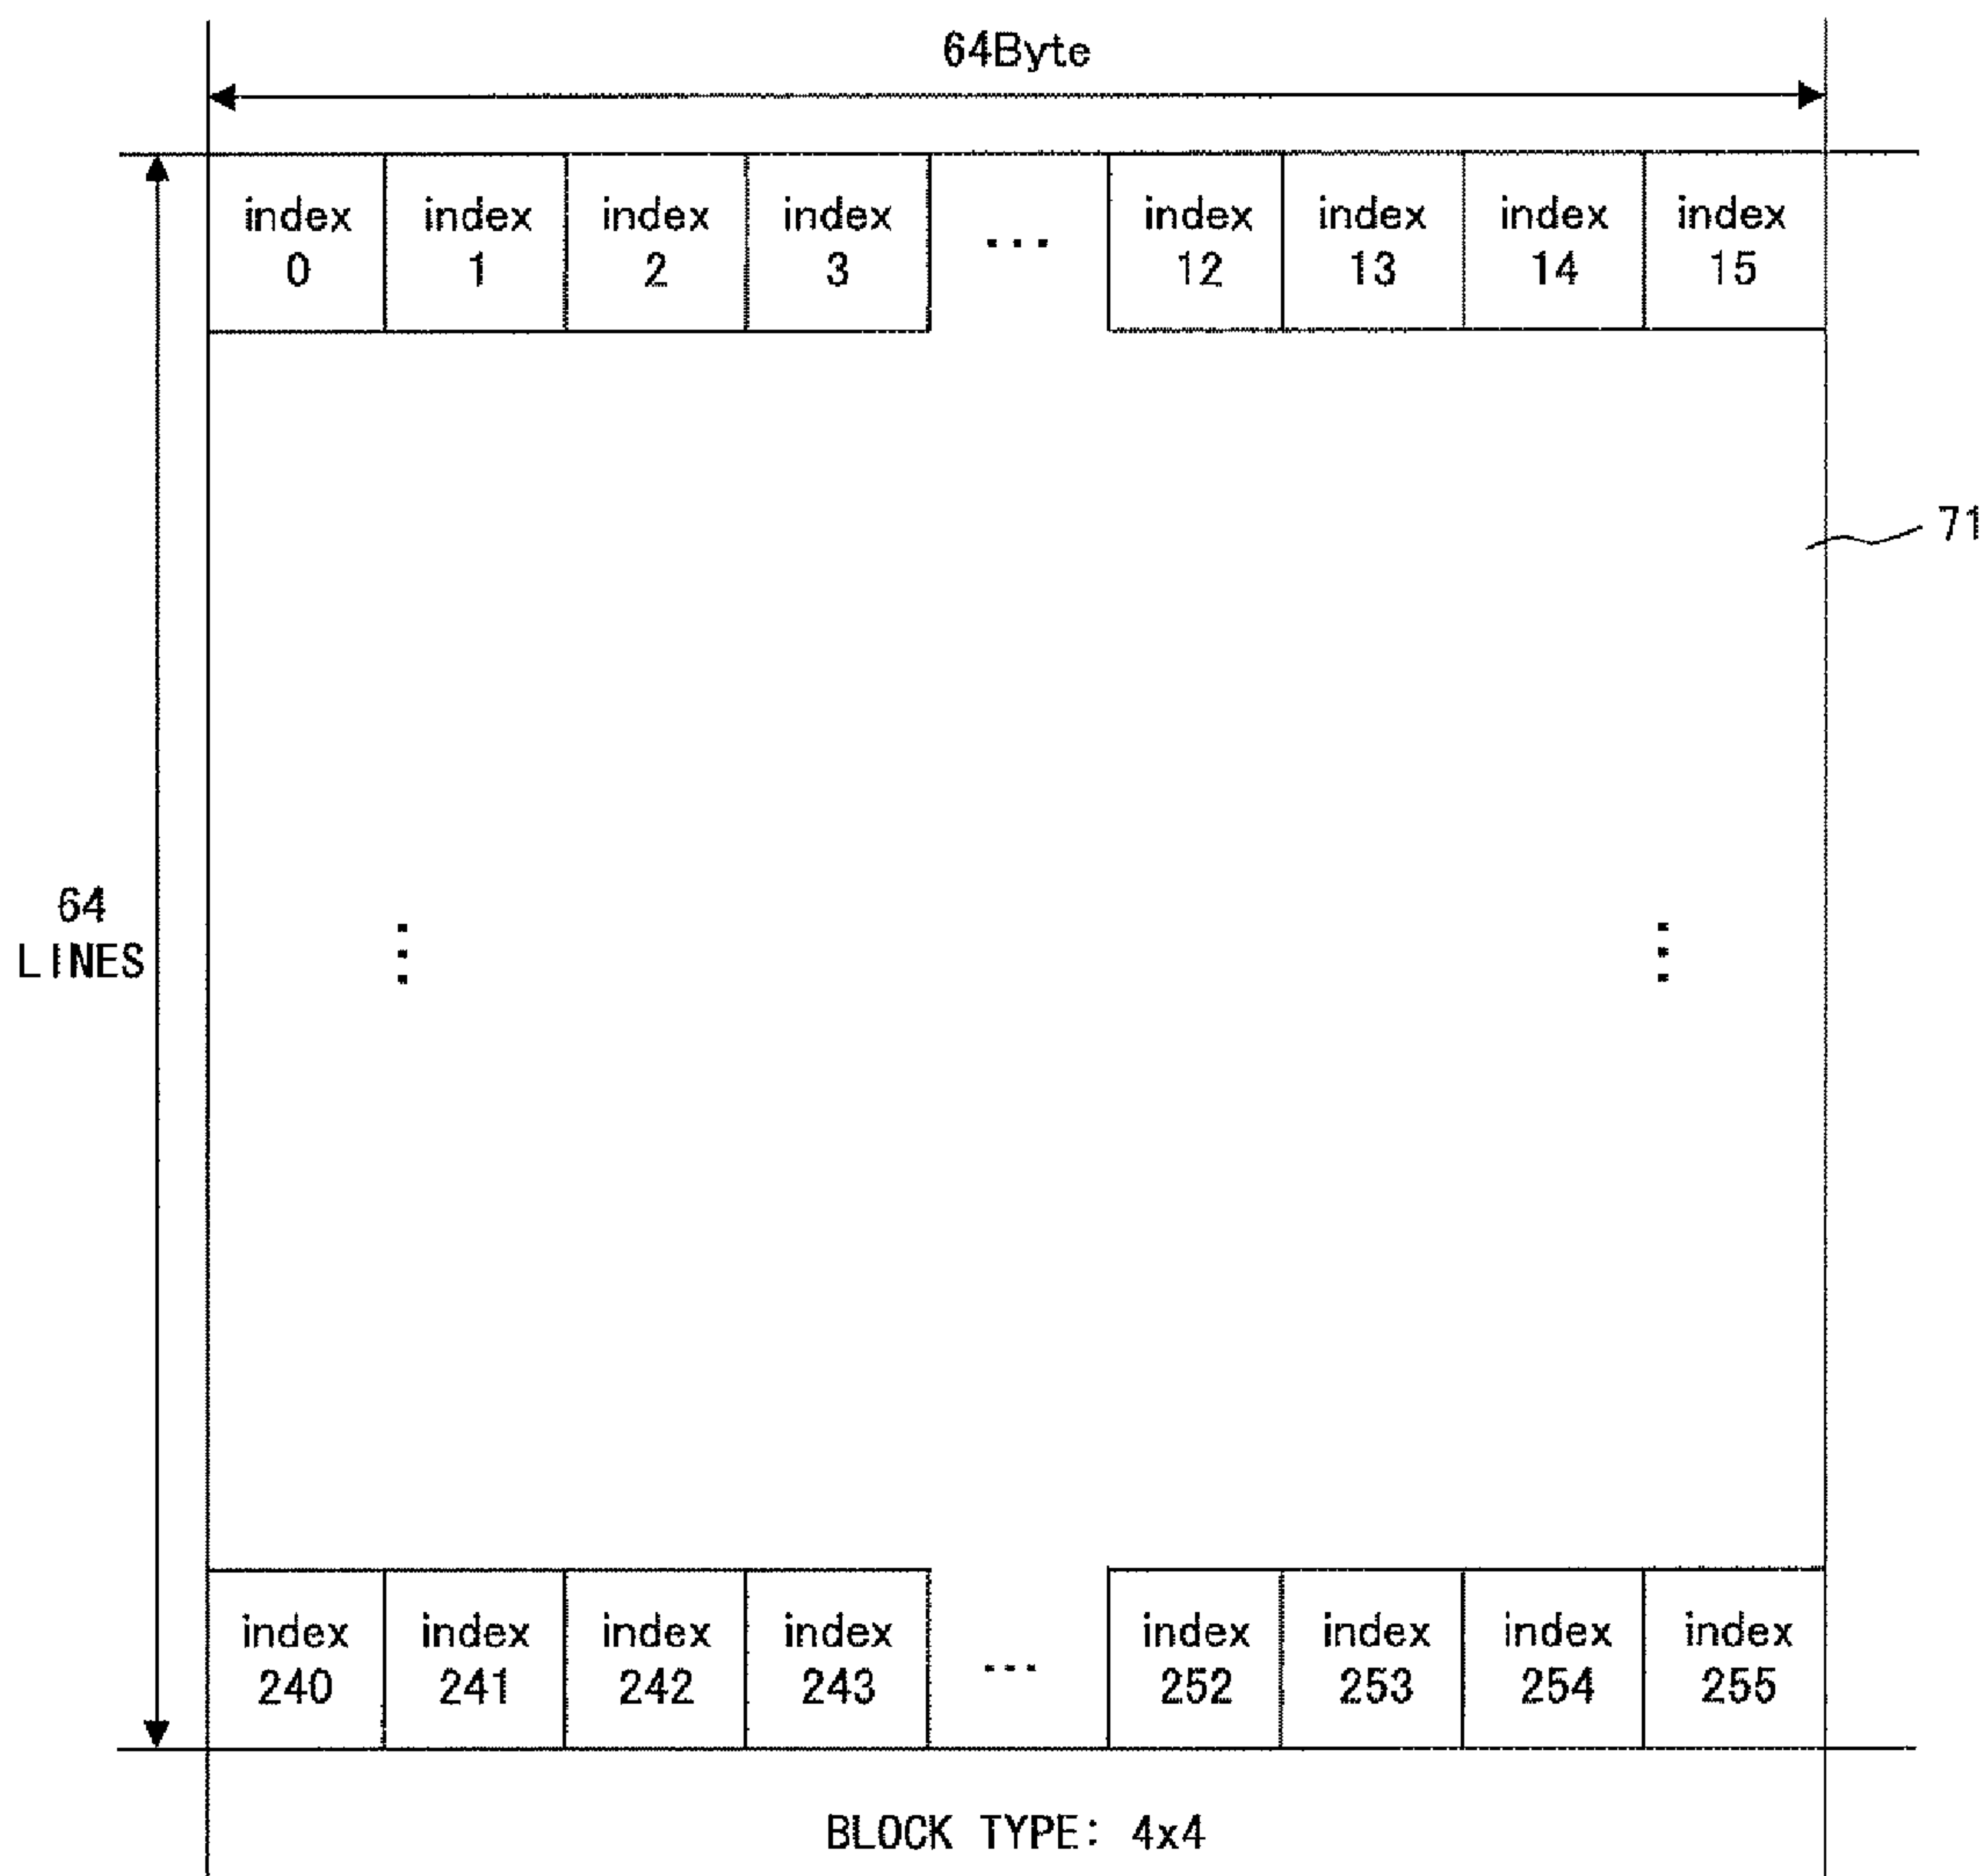 64Byte
index 0 index 1 index 2 index 3 ... index 12 index 13 index 14 index 15
71
64
LINES
index 240 index 241 index 242 index 243 ... index 252 index 253 index 254 index 255
BLOCK TYPE: 4x4